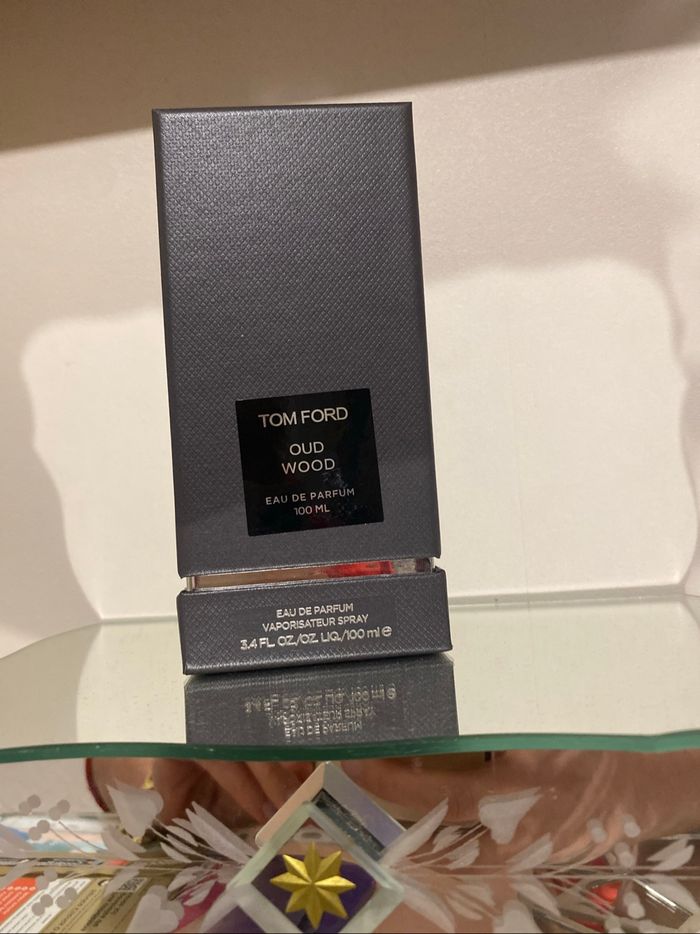 TOM FORD
OUD
WOOD
EAU DE PARFUM
100 ML
EAU DE PARFUM
VAPORISATEUR SPRAY
3.4 FL. OZ./OZ. LIQ./100 ml ℮